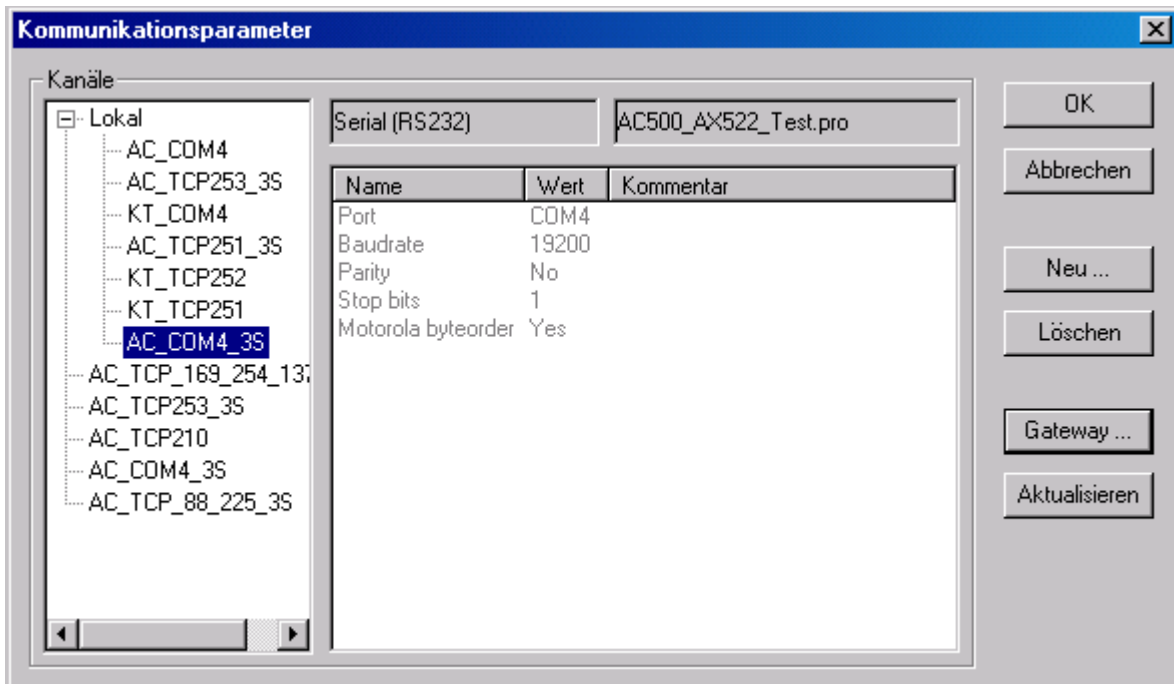 Kommunikationsparameter
Kanäle
Lokal
AC_COM4
AC_TCP253_3S
KT_COM4
AC_TCP251_3S
KT_TCP252
KT_TCP251
AC_COM4_3S
AC_TCP_169_254_137
AC_TCP253_3S
AC_TCP210
AC_COM4_3S
AC_TCP_88_225_3S
Serial (RS232) AC500_AX522_Test.pro
Name Wert Kommentar
Port COM4
Baudrate 19200
Parity No
Stop bits 1
Motorola byteorder Yes
OK
Abbrechen
Neu ...
Löschen
Gateway ...
Aktualisieren